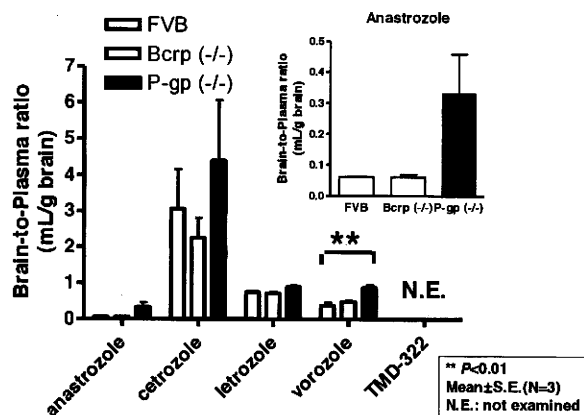 FVB
Bcrp (-/-)
P-gp (-/-)
Brain-to-Plasma ratio
(mL/g brain)
7
6
5
4
3
2
1
0
anastrozole
cetrozole
letrozole
vorozole
TMD-322
**
N.E.
Anastrozole
Brain-to-Plasma ratio
(mL/g brain)
0.5
0.4
0.3
0.2
0.1
0.0
FVB
Bcrp (-/-)
P-gp (-/-)
** P<0.01
Mean±S.E.(N=3)
N.E.: not examined